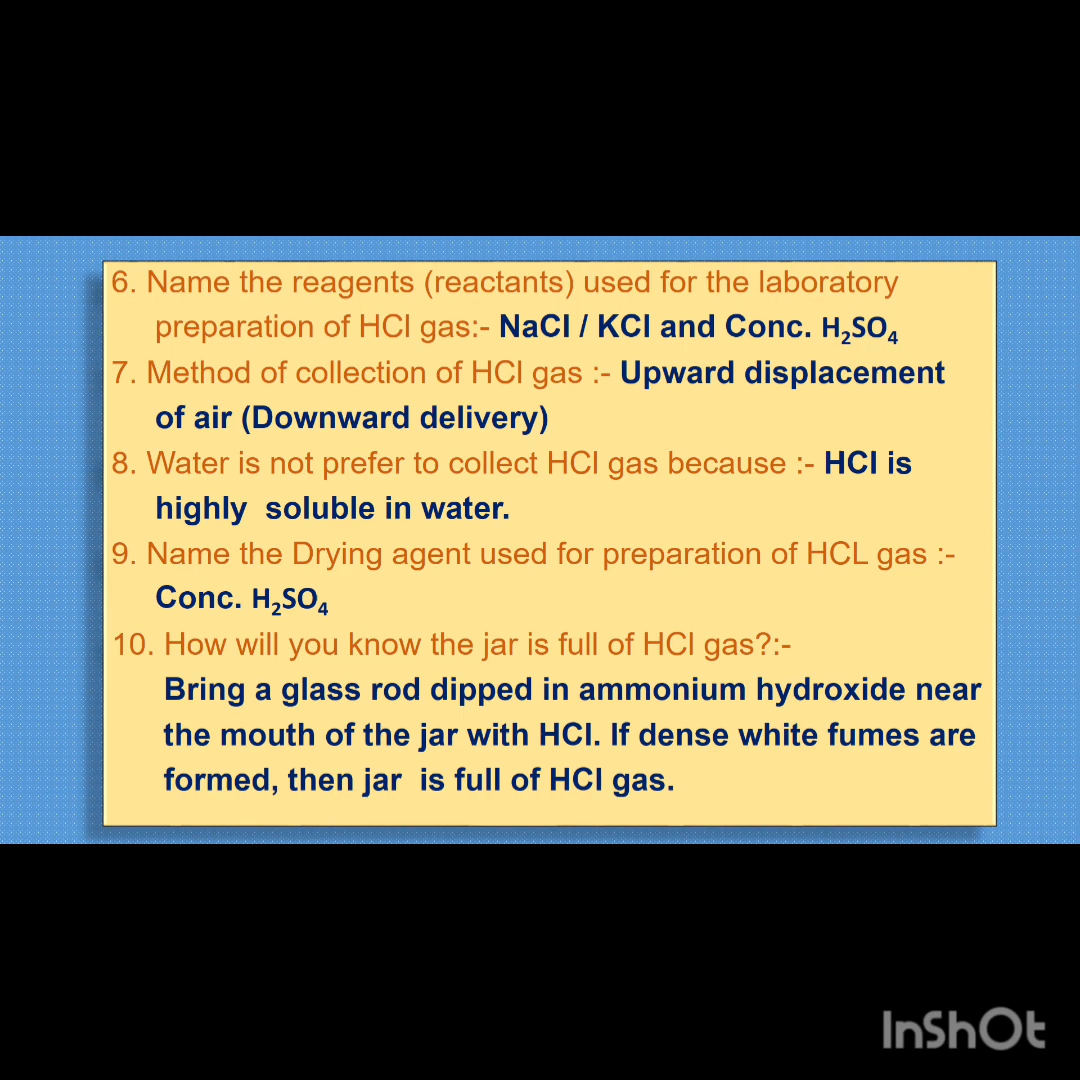 6. Name the reagents (reactants) used for the laboratory
preparation of HCl gas:- NaCl / KCl and Conc. H₂SO₄
7. Method of collection of HCl gas :- Upward displacement
of air (Downward delivery)
8. Water is not prefer to collect HCl gas because :- HCl is
highly soluble in water.
9. Name the Drying agent used for preparation of HCL gas :-
Conc. H₂SO₄
10. How will you know the jar is full of HCl gas?:-
Bring a glass rod dipped in ammonium hydroxide near
the mouth of the jar with HCl. If dense white fumes are
formed, then jar is full of HCl gas.
InShOt